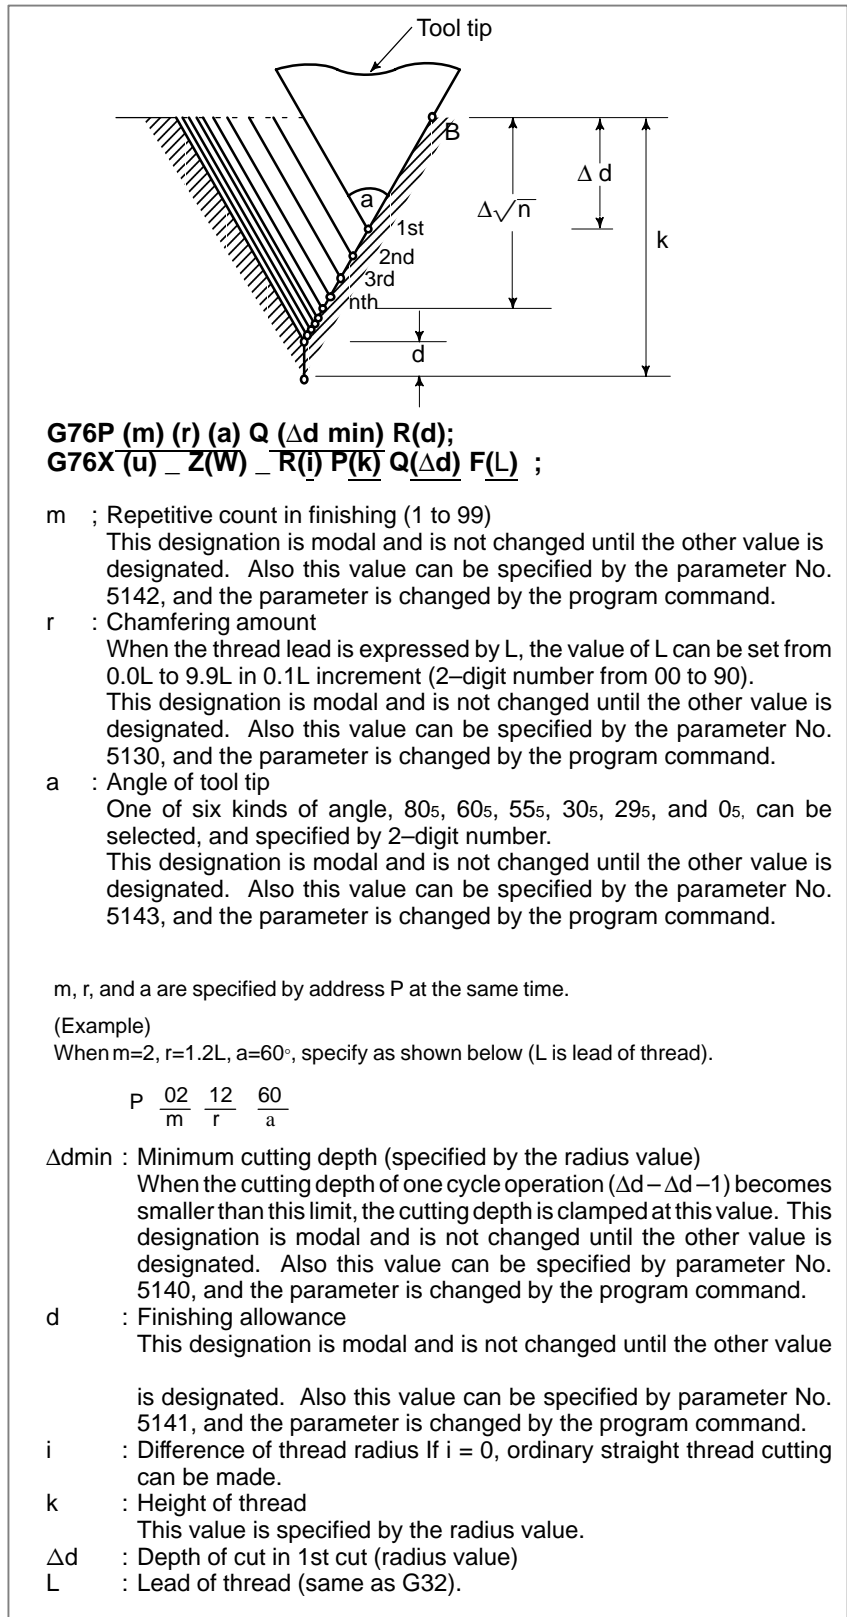 Tool tip
B
Δ d
a
Δ√n
1st
k
2nd
3rd
nth
d
G76P (m) (r) (a) Q (Δd min) R(d);
G76X (u) _ Z(W) _ R(i) P(k) Q(Δd) F(L) ;
m ; Repetitive count in finishing (1 to 99)
This designation is modal and is not changed until the other value is
designated. Also this value can be specified by the parameter No.
5142, and the parameter is changed by the program command.
r : Chamfering amount
When the thread lead is expressed by L, the value of L can be set from
0.0L to 9.9L in 0.1L increment (2–digit number from 00 to 90).
This designation is modal and is not changed until the other value is
designated. Also this value can be specified by the parameter No.
5130, and the parameter is changed by the program command.
a : Angle of tool tip
One of six kinds of angle, 805, 605, 555, 305, 295, and 05, can be
selected, and specified by 2–digit number.
This designation is modal and is not changed until the other value is
designated. Also this value can be specified by the parameter No.
5143, and the parameter is changed by the program command.
m, r, and a are specified by address P at the same time.
(Example)
When m=2, r=1.2L, a=60°, specify as shown below (L is lead of thread).
P 02 12 60
m r a
Δdmin : Minimum cutting depth (specified by the radius value)
When the cutting depth of one cycle operation (Δd – Δd –1) becomes
smaller than this limit, the cutting depth is clamped at this value. This
designation is modal and is not changed until the other value is
designated. Also this value can be specified by parameter No.
5140, and the parameter is changed by the program command.
d : Finishing allowance
This designation is modal and is not changed until the other value
is designated. Also this value can be specified by parameter No.
5141, and the parameter is changed by the program command.
i : Difference of thread radius If i = 0, ordinary straight thread cutting
can be made.
k : Height of thread
This value is specified by the radius value.
Δd : Depth of cut in 1st cut (radius value)
L : Lead of thread (same as G32).